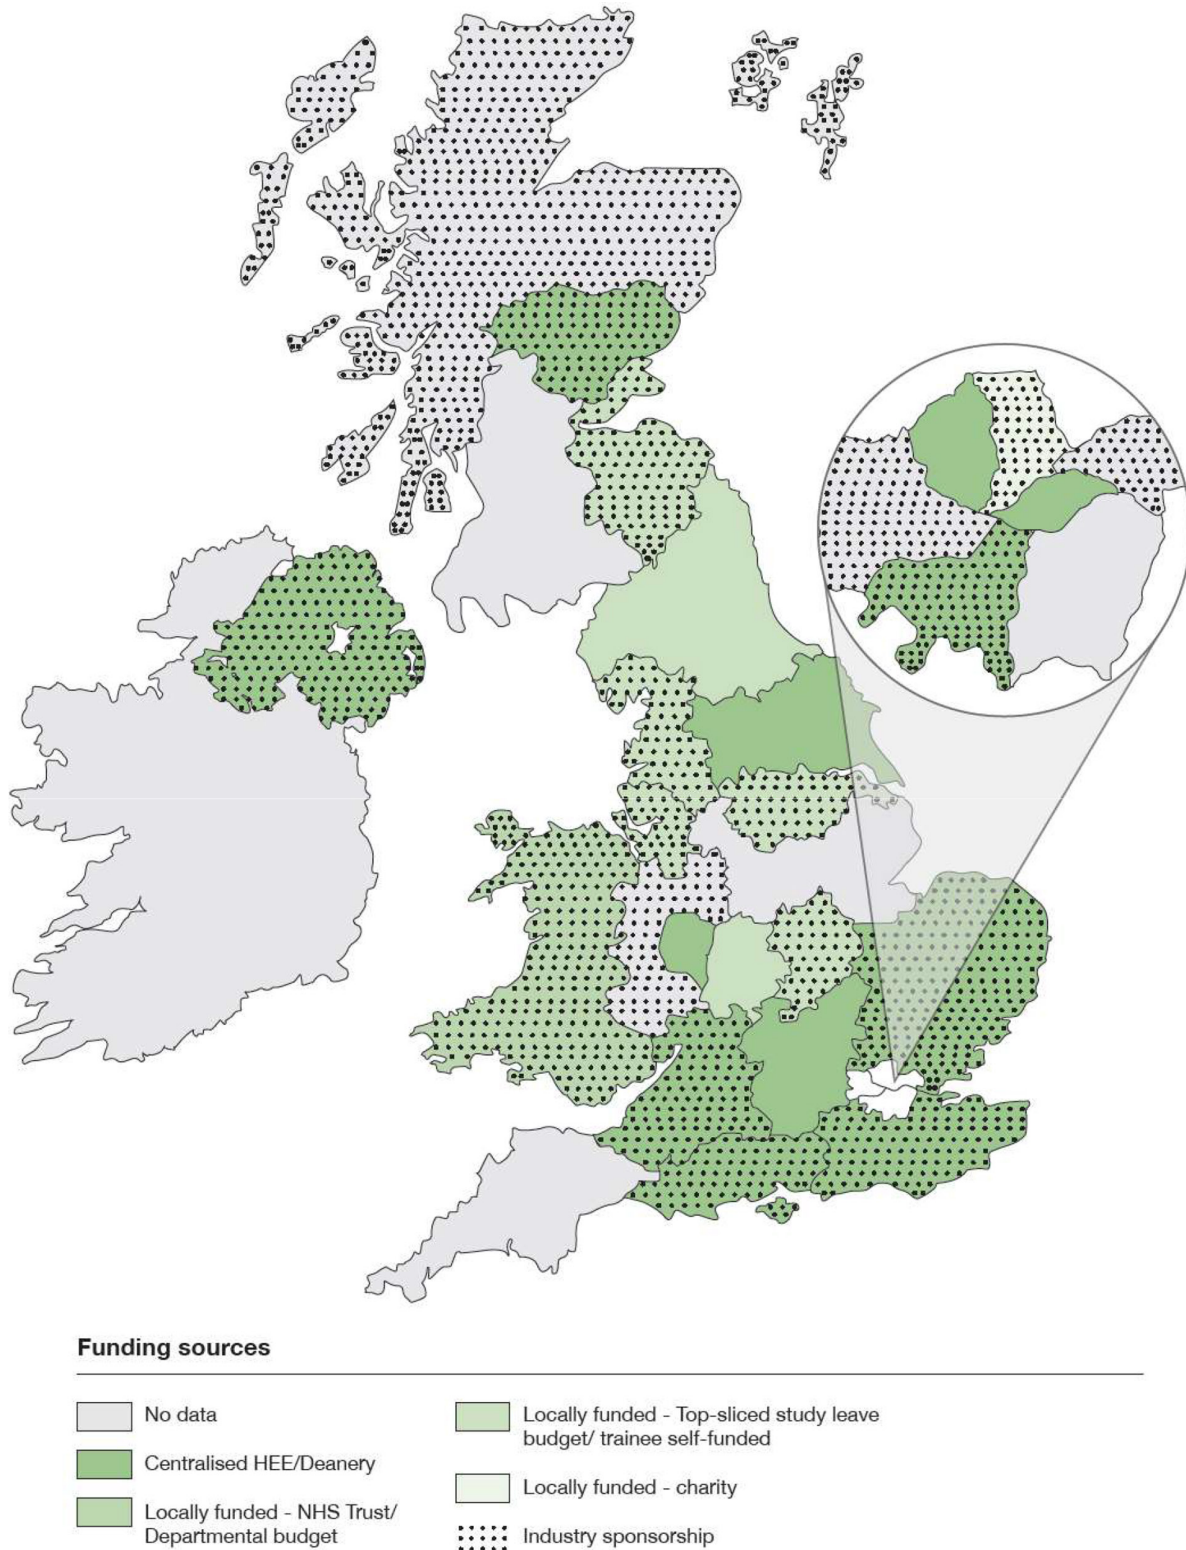 Funding sources
No data
Centralised HEE/Deanery
Locally funded - NHS Trust/
Departmental budget
Locally funded - Top-sliced study leave
budget/ trainee self-funded
Locally funded - charity
Industry sponsorship